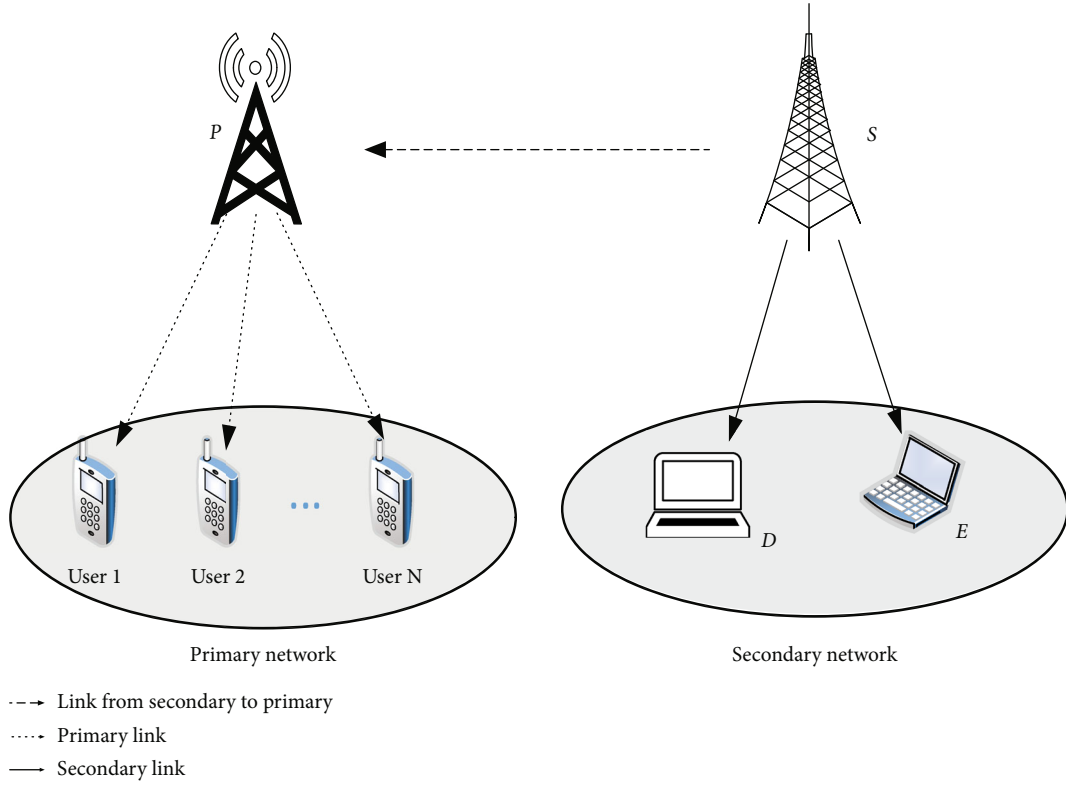 P
S
D
E
User 1
User 2
User N
Primary network
Secondary network
Link from secondary to primary
Primary link
Secondary link